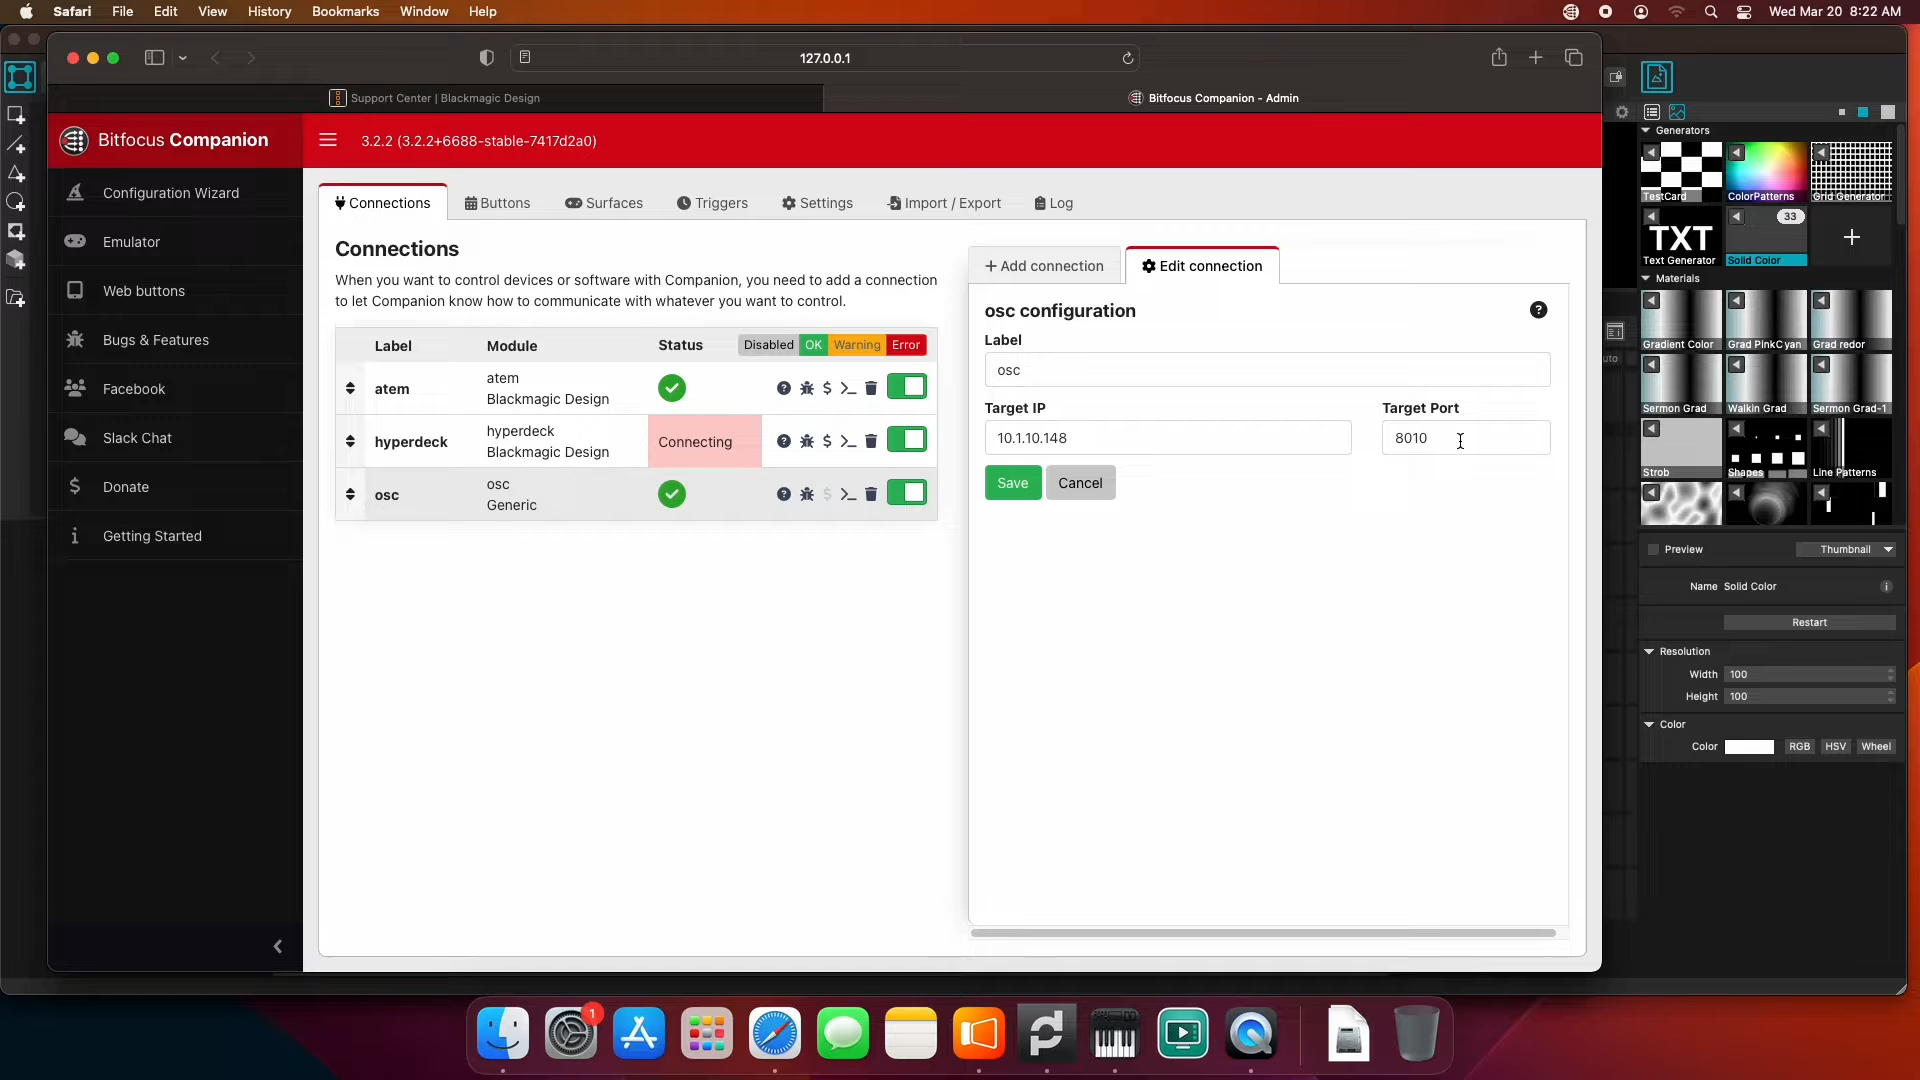 Safari File Edit View History Bookmarks Window Help
Wed Mar 20 8:22 AM
127.0.0.1
Support Center | Blackmagic Design
Bitfocus Companion - Admin
Bitfocus Companion
3.2.2 (3.2.2+6688-stable-7417d2a0)
Configuration Wizard
Emulator
Web buttons
Bugs & Features
Facebook
Slack Chat
Donate
Getting Started
Connections Buttons Surfaces Triggers Settings Import / Export Log
Connections
When you want to control devices or software with Companion, you need to add a connection
to let Companion know how to communicate with whatever you want to control.
Label Module Status Disabled OK Warning Error
atem
atem
Blackmagic Design
hyperdeck
hyperdeck
Blackmagic Design
Connecting
osc
osc
Generic
Add connection
Edit connection
osc configuration
Label
osc
Target IP Target Port
10.1.10.148 8010
Save Cancel
Generators
TestCard ColorPatterns Grid Generator
33
TXT
Text Generator Solid Color
Materials
Gradient Color Grad PinkCyan Grad redor
Sermon Grad Walkin Grad Sermon Grad-1
Strob Shapes Line Patterns
Preview Thumbnail
Name Solid Color
Restart
Resolution
Width 100
Height 100
Color
Color RGB HSV Wheel
1